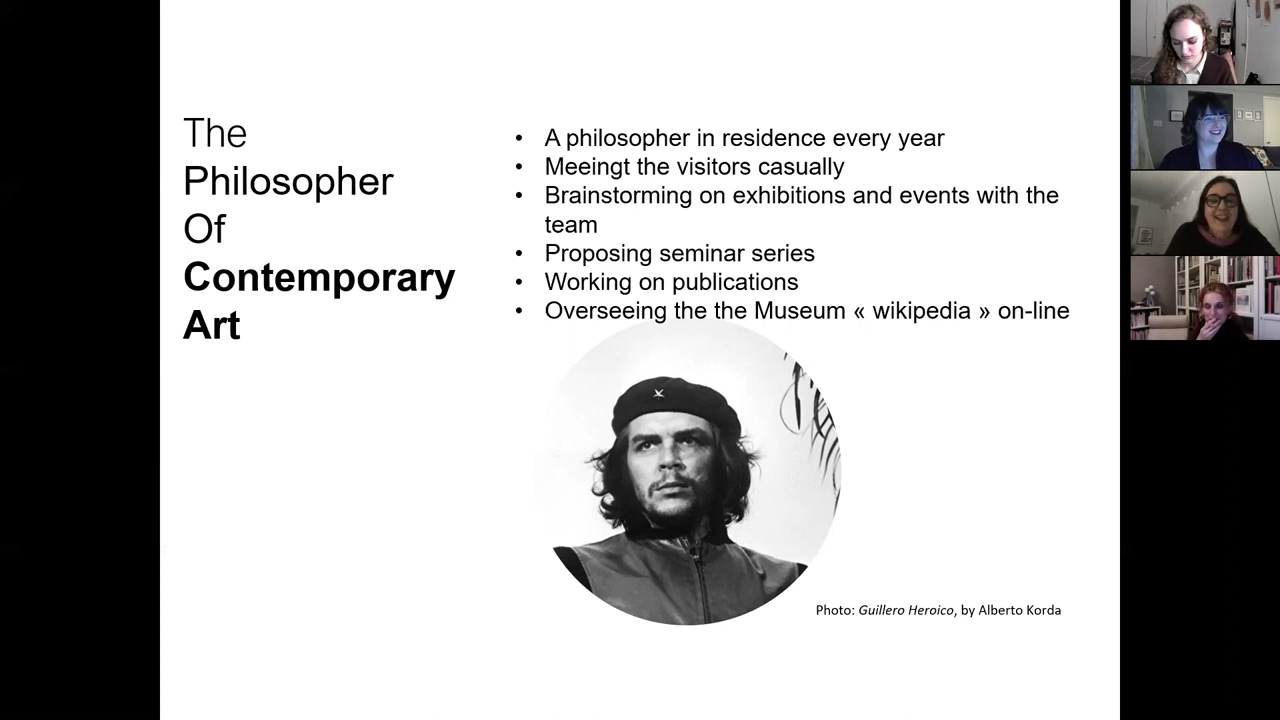 The
Philosopher
Of
Contemporary
Art
• A philosopher in residence every year
• Meeingt the visitors casually
• Brainstorming on exhibitions and events with the
team
• Proposing seminar series
• Working on publications
• Overseeing the the Museum « wikipedia » on-line
Photo: Guillero Heroico, by Alberto Korda